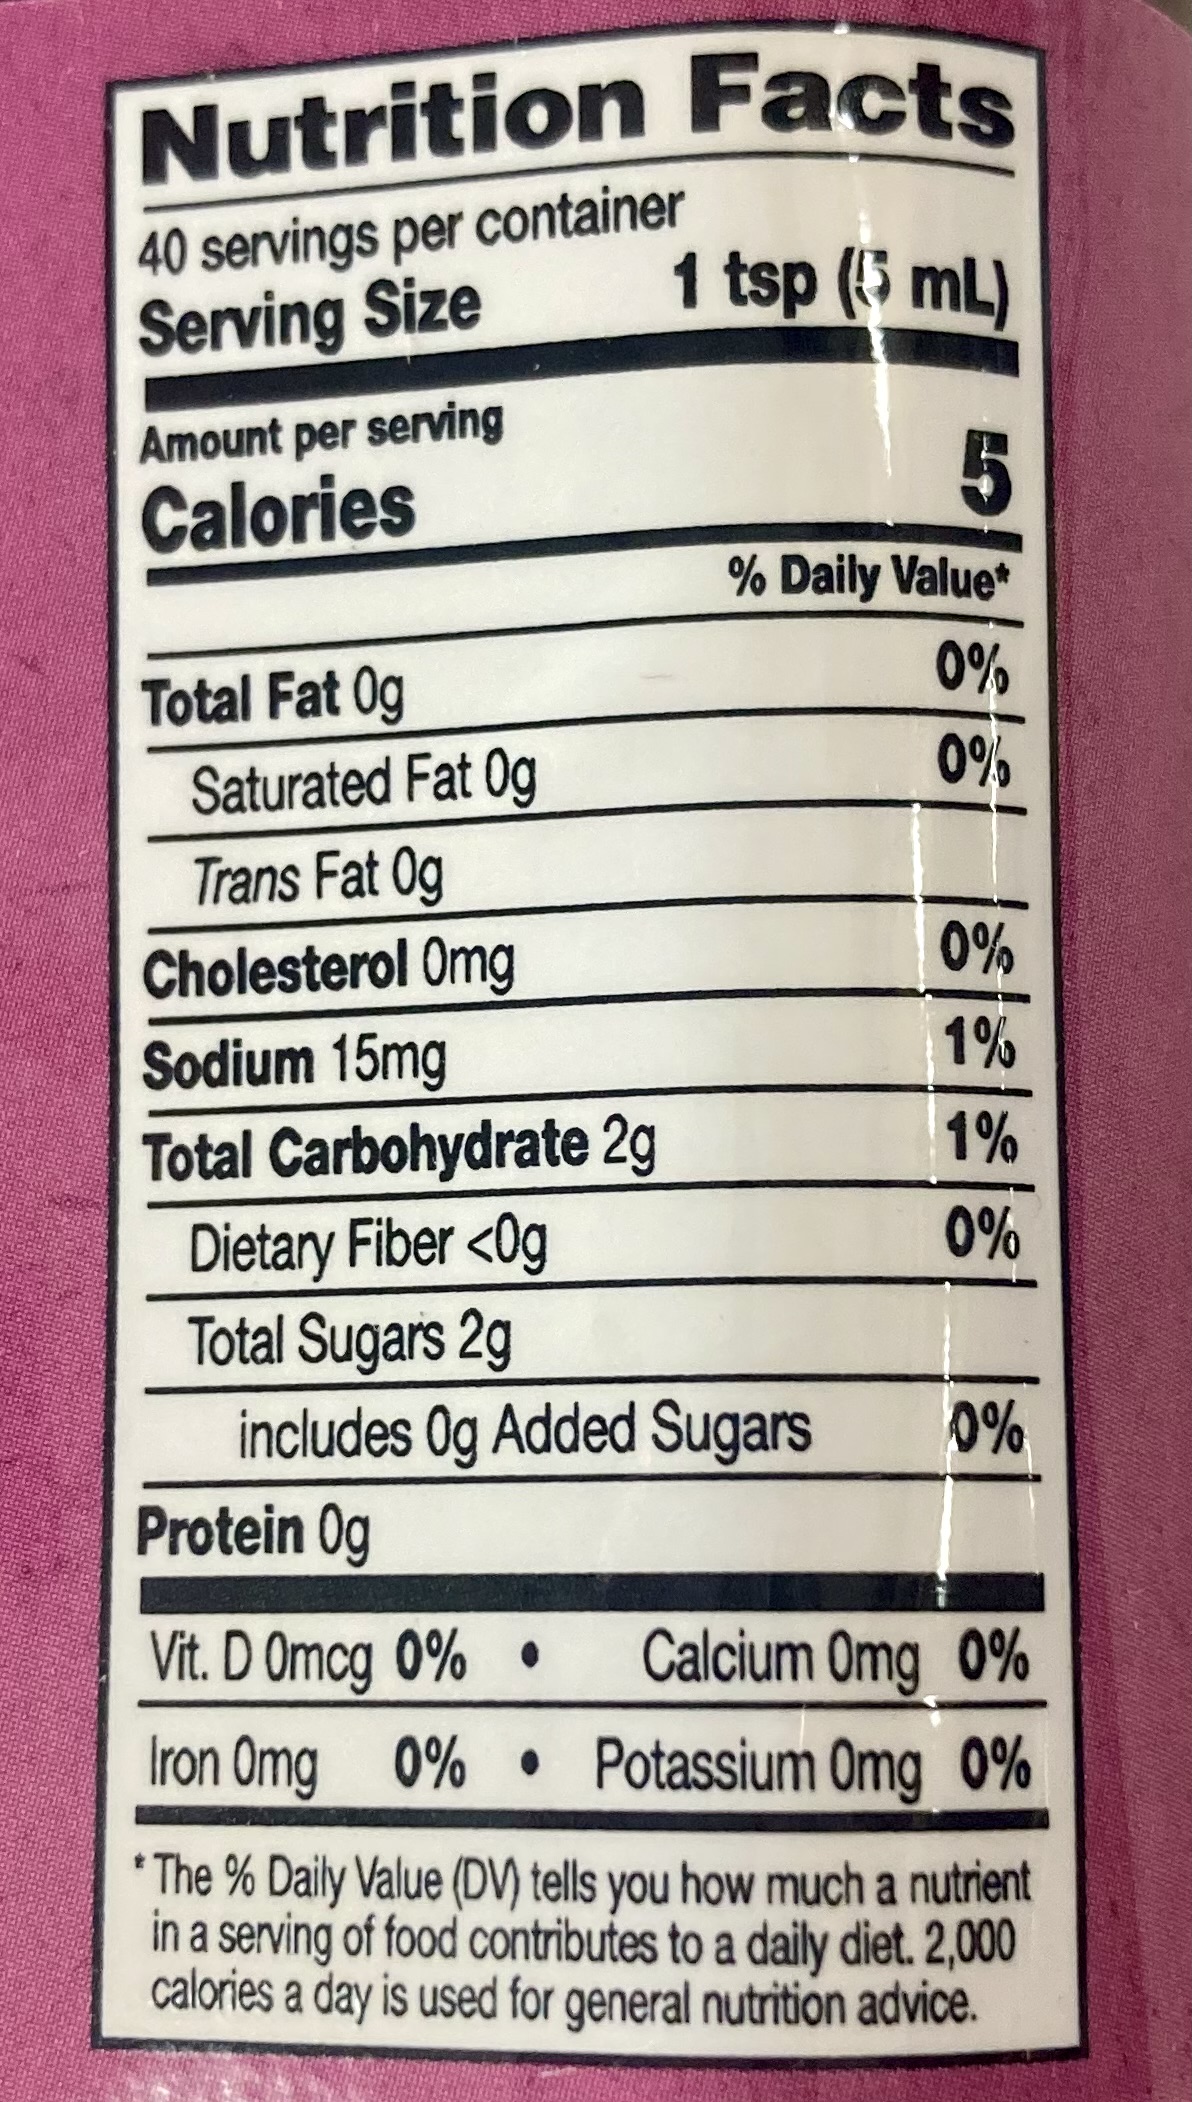 Nutrition Facts
40 servings per container
Serving Size 1 tsp (5 mL)
Amount per serving
Calories 5
% Daily Value*
Total Fat 0g 0%
Saturated Fat 0g 0%
Trans Fat 0g
Cholesterol 0mg 0%
Sodium 15mg 1%
Total Carbohydrate 2g 1%
Dietary Fiber <0g 0%
Total Sugars 2g
includes 0g Added Sugars 0%
Protein 0g
Vit. D 0mcg 0% • Calcium 0mg 0%
Iron 0mg 0% • Potassium 0mg 0%
* The % Daily Value (DV) tells you how much a nutrient
in a serving of food contributes to a daily diet. 2,000
calories a day is used for general nutrition advice.